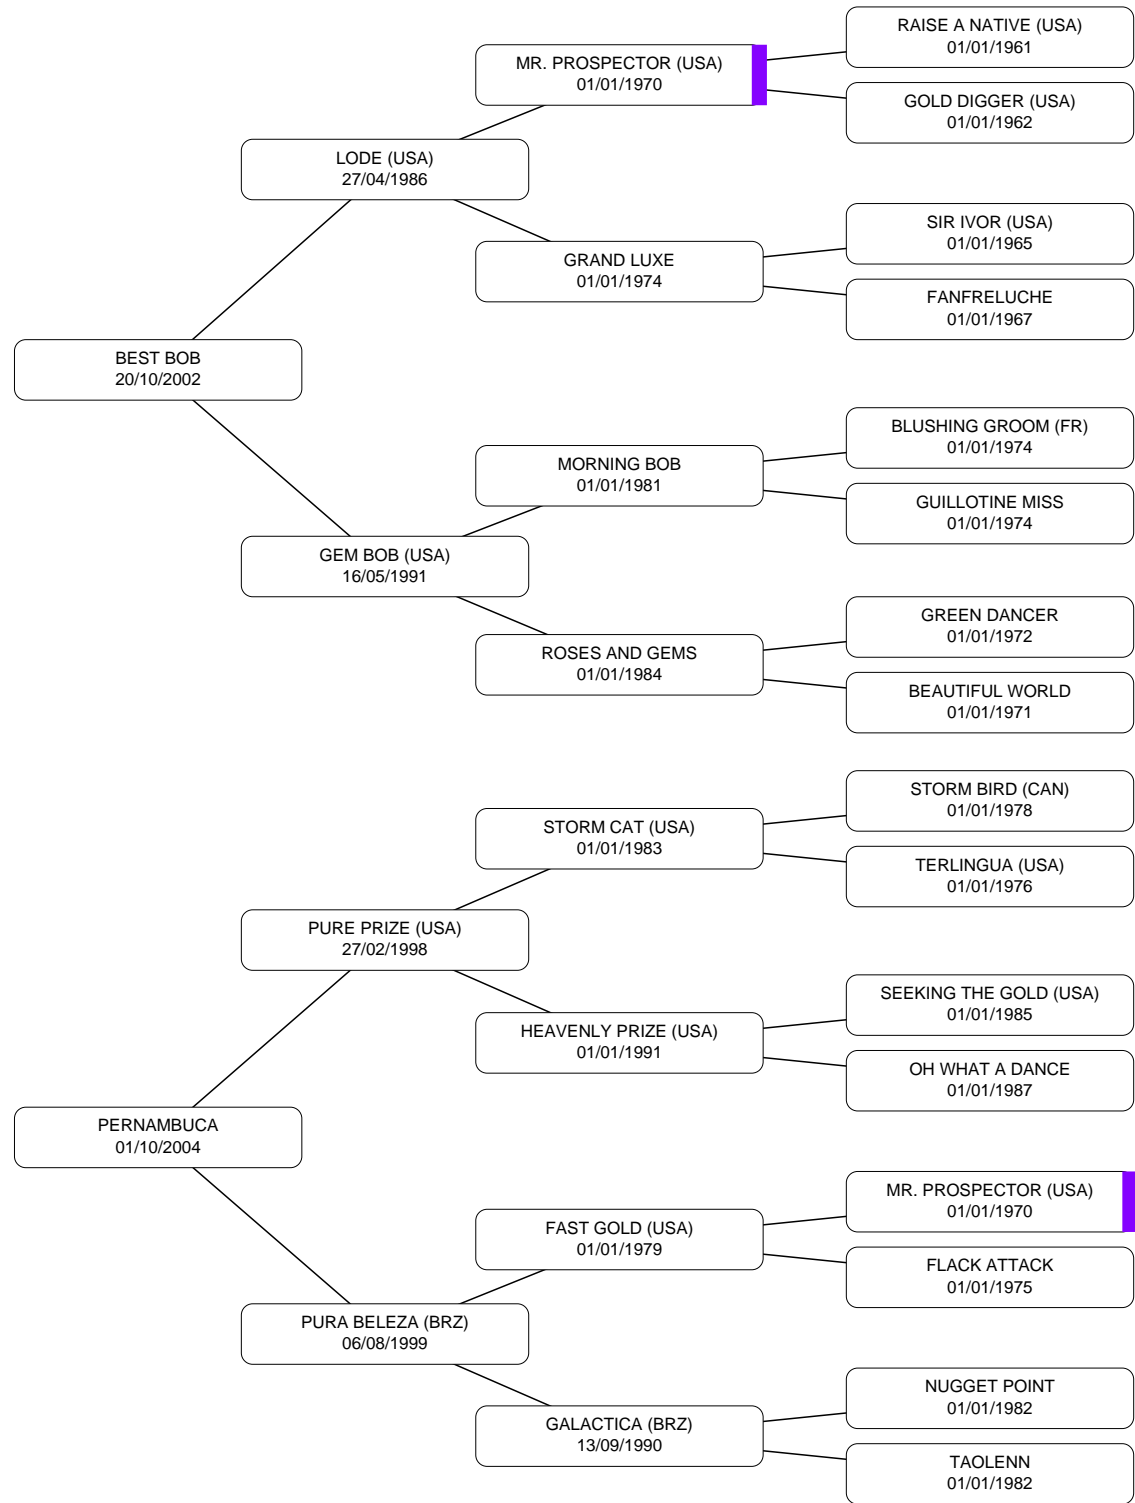 RAISE A NATIVE (USA)
01/01/1961
MR. PROSPECTOR (USA)
01/01/1970
GOLD DIGGER (USA)
01/01/1962
LODE (USA)
27/04/1986
SIR IVOR (USA)
01/01/1965
GRAND LUXE
01/01/1974
FANFRELUCHE
01/01/1967
BEST BOB
20/10/2002
BLUSHING GROOM (FR)
01/01/1974
MORNING BOB
01/01/1981
GUILLOTINE MISS
01/01/1974
GEM BOB (USA)
16/05/1991
GREEN DANCER
01/01/1972
ROSES AND GEMS
01/01/1984
BEAUTIFUL WORLD
01/01/1971
STORM BIRD (CAN)
01/01/1978
STORM CAT (USA)
01/01/1983
TERLINGUA (USA)
01/01/1976
PURE PRIZE (USA)
27/02/1998
SEEKING THE GOLD (USA)
01/01/1985
HEAVENLY PRIZE (USA)
01/01/1991
OH WHAT A DANCE
01/01/1987
PERNAMBUCA
01/10/2004
MR. PROSPECTOR (USA)
01/01/1970
FAST GOLD (USA)
01/01/1979
FLACK ATTACK
01/01/1975
PURA BELEZA (BRZ)
06/08/1999
NUGGET POINT
01/01/1982
GALACTICA (BRZ)
13/09/1990
TAOLENN
01/01/1982